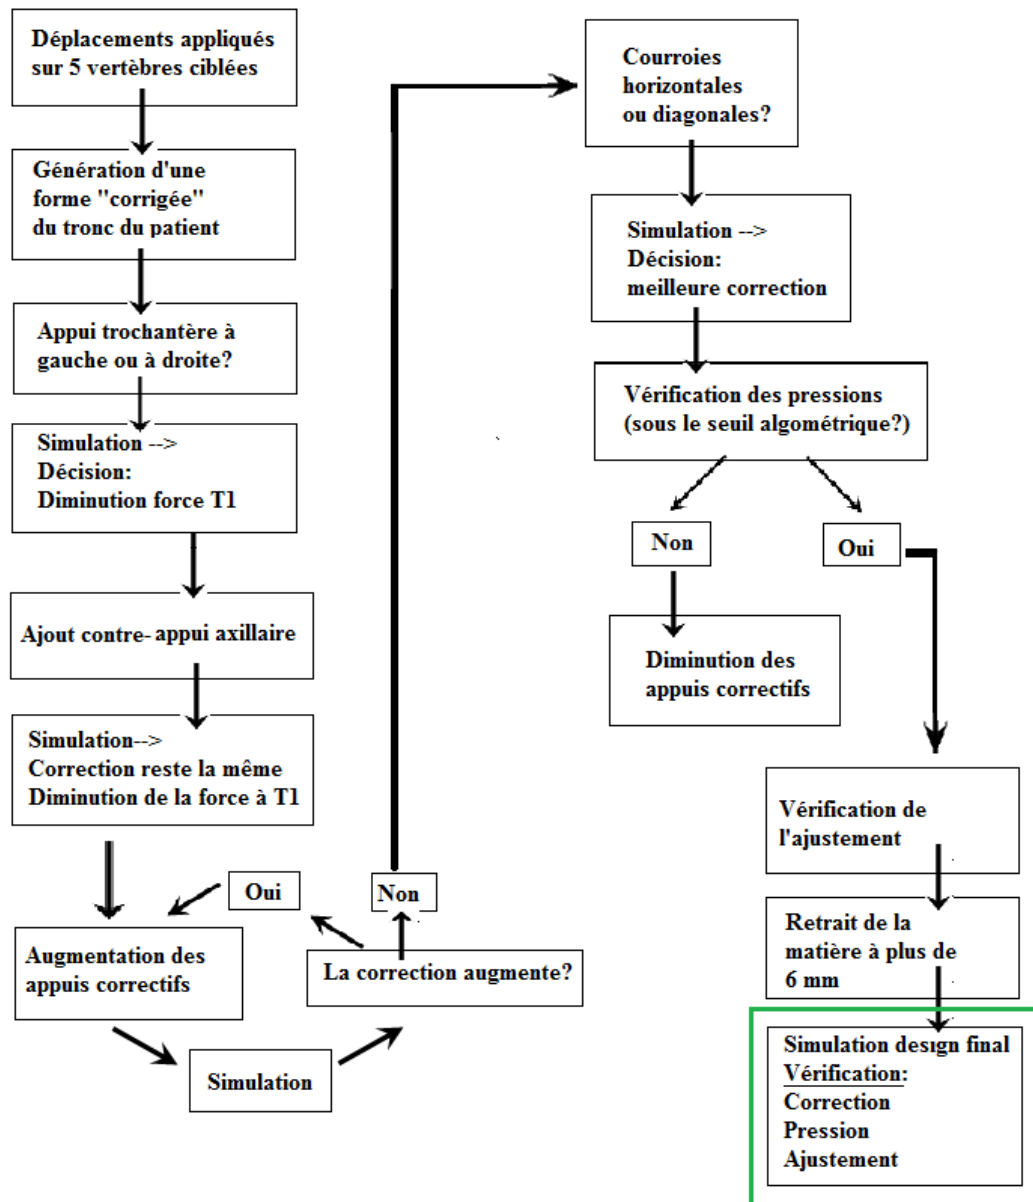 Déplacements appliqués
sur 5 vertèbres ciblées
Génération d'une
forme "corrigée"
du tronc du patient
Appui trochantère à
gauche ou à droite?
Simulation -->
Décision:
Diminution force T1
Ajout contre-appui axillaire
Simulation-->
Correction reste la même
Diminution de la force à T1
Augmentation des
appuis correctifs
Simulation
La correction augmente?
Oui
Non
Courroies
horizontales
ou diagonales?
Simulation -->
Décision:
meilleure correction
Vérification des pressions
(sous le seuil algométrique?)
Non
Diminution des
appuis correctifs
Oui
Vérification de
l'ajustement
Retrait de la
matière à plus de
6 mm
Simulation design final
Vérification:
Correction
Pression
Ajustement